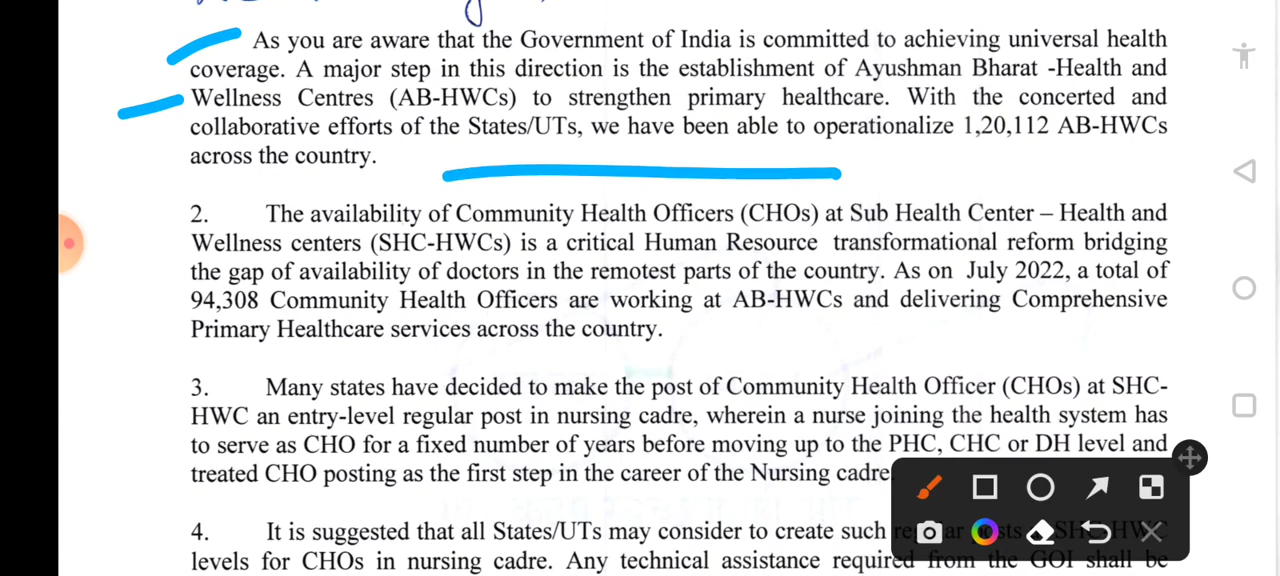 As you are aware that the Government of India is committed to achieving universal health
coverage. A major step in this direction is the establishment of Ayushman Bharat -Health and
Wellness Centres (AB-HWCs) to strengthen primary healthcare. With the concerted and
collaborative efforts of the States/UTs, we have been able to operationalize 1,20,112 AB-HWCs
across the country.
2. The availability of Community Health Officers (CHOs) at Sub Health Center – Health and
Wellness centers (SHC-HWCs) is a critical Human Resource transformational reform bridging
the gap of availability of doctors in the remotest parts of the country. As on July 2022, a total of
94,308 Community Health Officers are working at AB-HWCs and delivering Comprehensive
Primary Healthcare services across the country.
3. Many states have decided to make the post of Community Health Officer (CHOs) at SHC-
HWC an entry-level regular post in nursing cadre, wherein a nurse joining the health system has
to serve as CHO for a fixed number of years before moving up to the PHC, CHC or DH level and
treated CHO posting as the first step in the career of the Nursing cadre
4. It is suggested that all States/UTs may consider to create such regular posts SHC-HWC
levels for CHOs in nursing cadre. Any technical assistance required from the GOI shall be